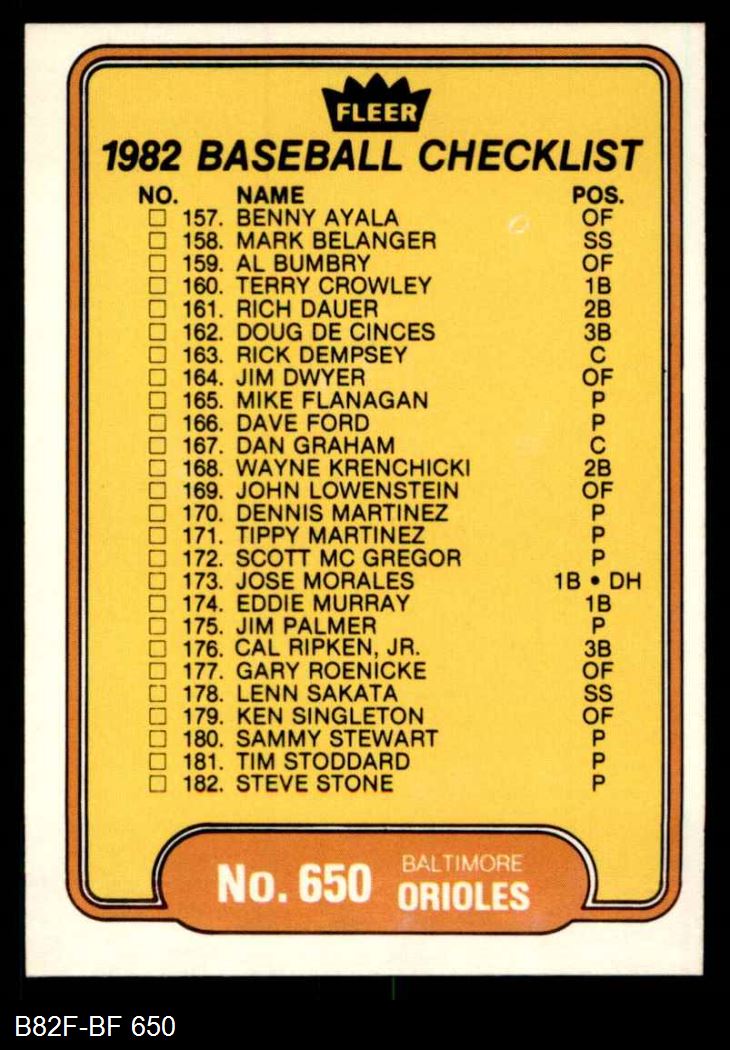 FLEER
1982 BASEBALL CHECKLIST
NO. NAME POS.
157. BENNY AYALA OF
158. MARK BELANGER SS
159. AL BUMBRY OF
160. TERRY CROWLEY 1B
161. RICH DAUER 2B
162. DOUG DE CINCES 3B
163. RICK DEMPSEY C
164. JIM DWYER OF
165. MIKE FLANAGAN P
166. DAVE FORD P
167. DAN GRAHAM C
168. WAYNE KRENCHICKI 2B
169. JOHN LOWENSTEIN OF
170. DENNIS MARTINEZ P
171. TIPPY MARTINEZ P
172. SCOTT MC GREGOR P
173. JOSE MORALES 1B • DH
174. EDDIE MURRAY 1B
175. JIM PALMER P
176. CAL RIPKEN, JR. 3B
177. GARY ROENICKE OF
178. LENN SAKATA SS
179. KEN SINGLETON OF
180. SAMMY STEWART P
181. TIM STODDARD P
182. STEVE STONE P
No. 650 BALTIMORE
ORIOLES
B82F-BF 650